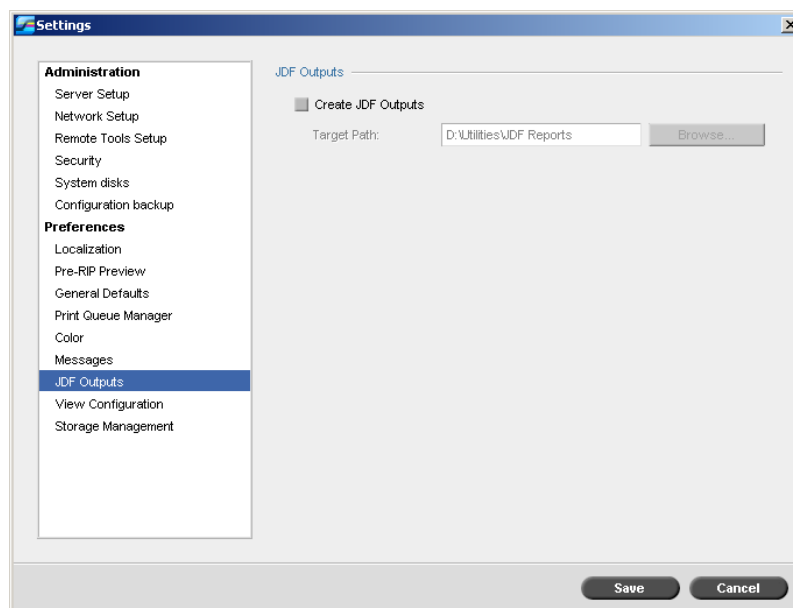 Settings
Administration
Server Setup
Network Setup
Remote Tools Setup
Security
System disks
Configuration backup
Preferences
Localization
Pre-RIP Preview
General Defaults
Print Queue Manager
Color
Messages
JDF Outputs
View Configuration
Storage Management
JDF Outputs
Create JDF Outputs
Target Path: D:\Utilities\JDF Reports Browse...
Save Cancel